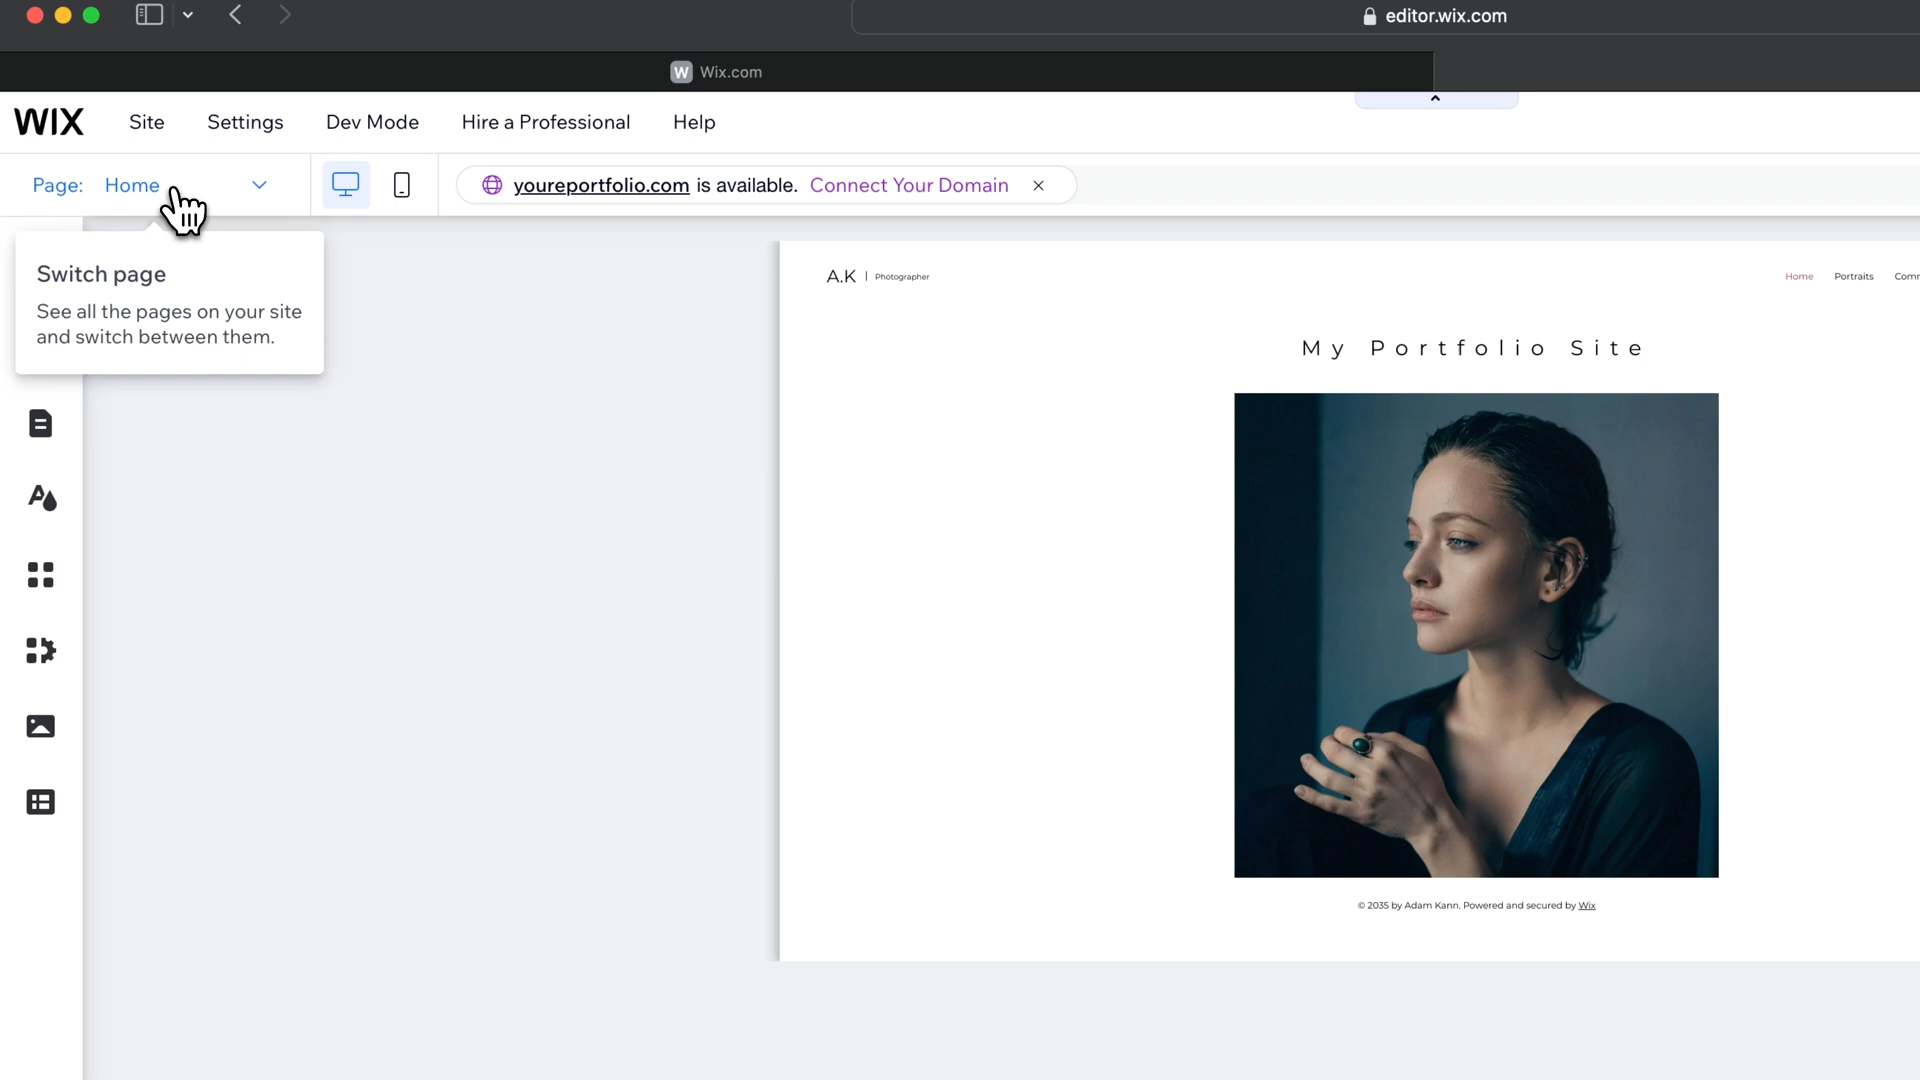 editor.wix.com
W Wix.com
WIX Site Settings Dev Mode Hire a Professional Help
Page: Home youreportfolio.com is available. Connect Your Domain
Switch page
See all the pages on your site
and switch between them.
A.K | Photographer Home Portraits
My Portfolio Site
© 2035 by Adam Kann. Powered and secured by Wix